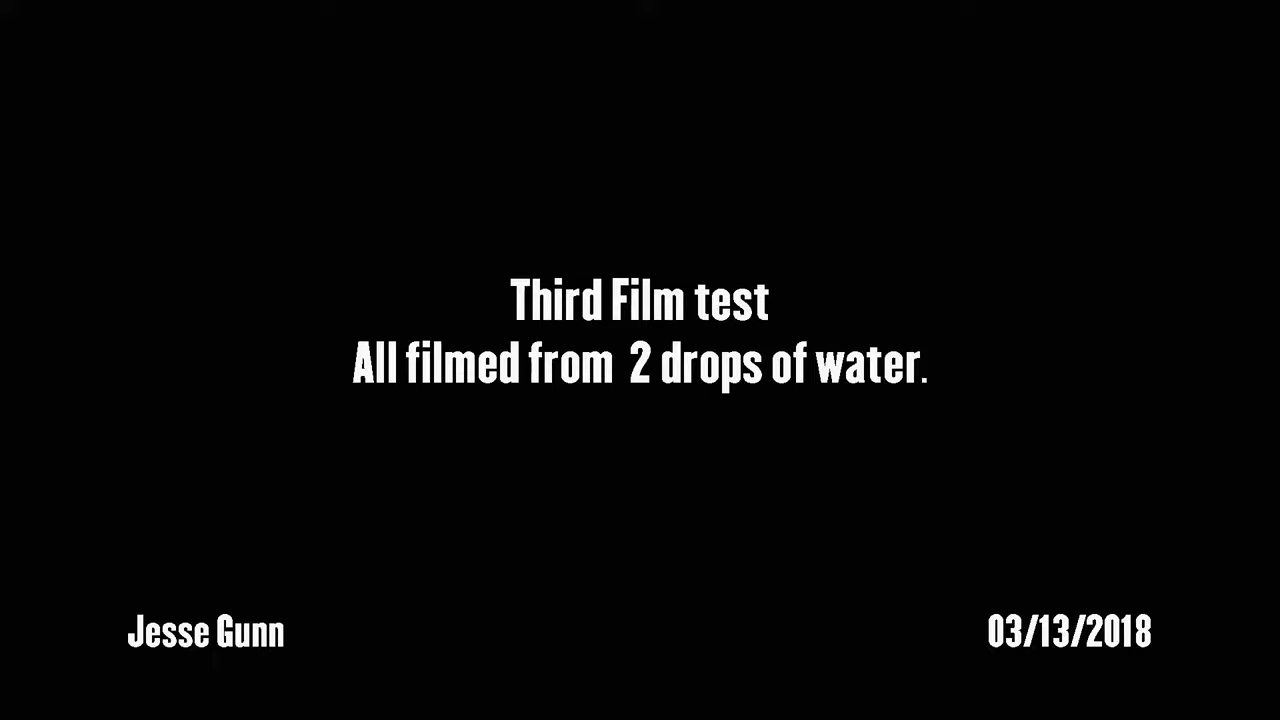 Third Film test
All filmed from  2 drops of water.
Jesse Gunn
03/13/2018